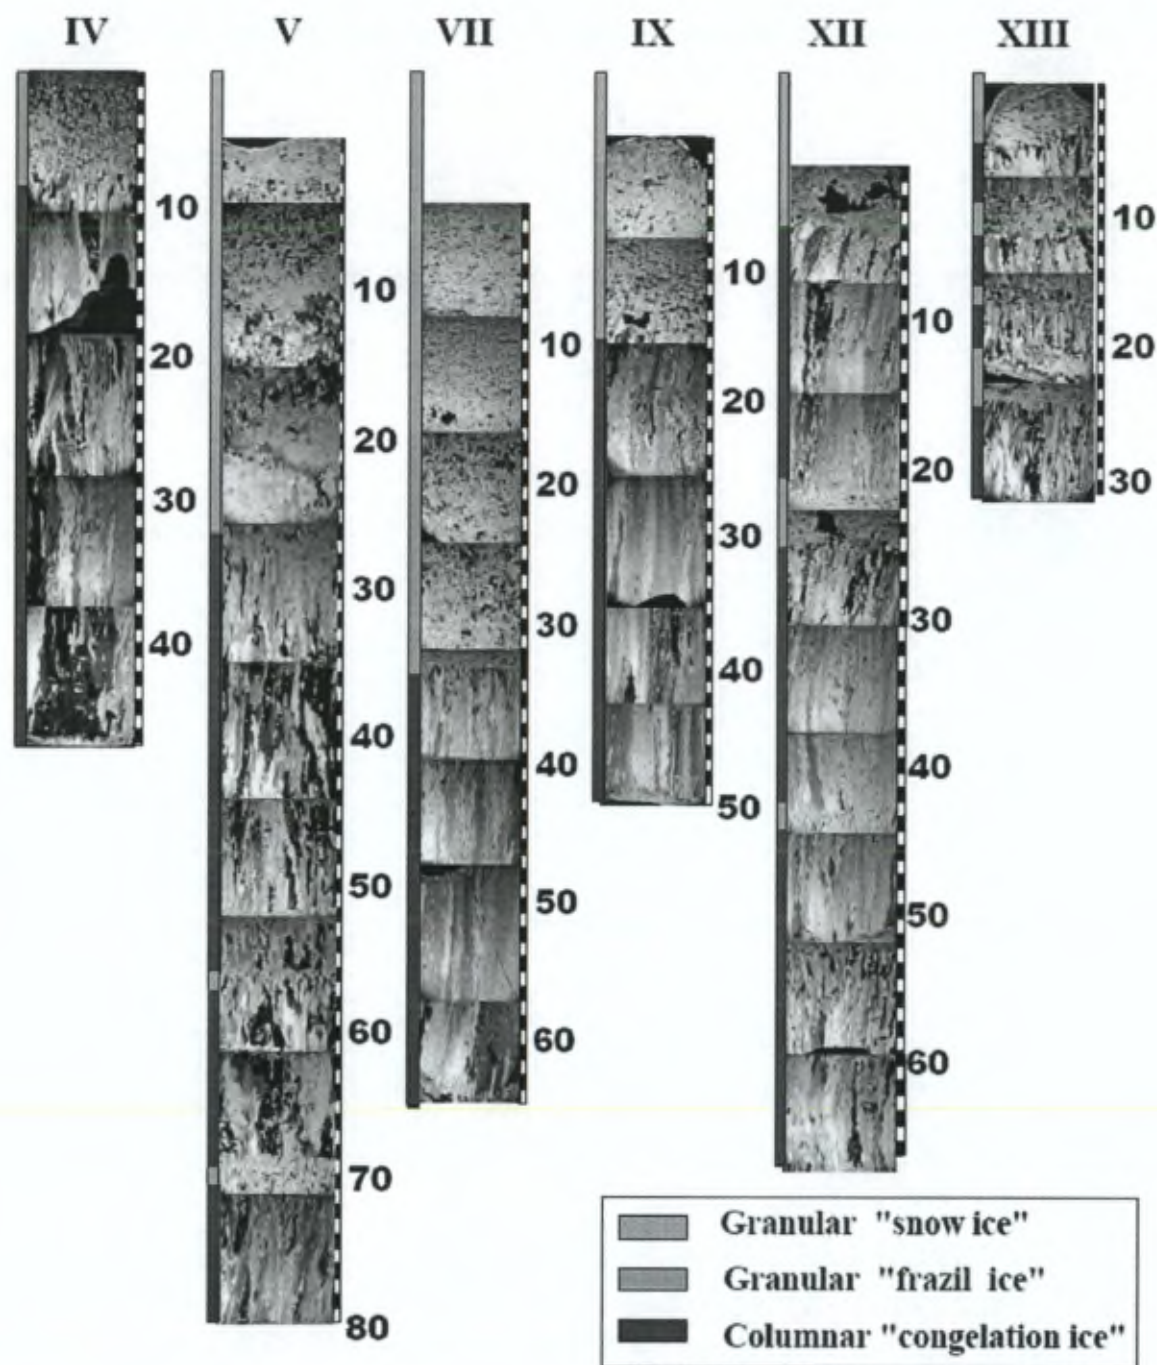 IV V VII IX XII XIII
10 20 30 40
10 20 30 40 50 60 70 80
10 20 30 40 50 60
10 20 30 40 50
10 20 30 40 50 60
10 20 30
Granular "snow ice"
Granular "frazil ice"
Columnar "congelation ice"